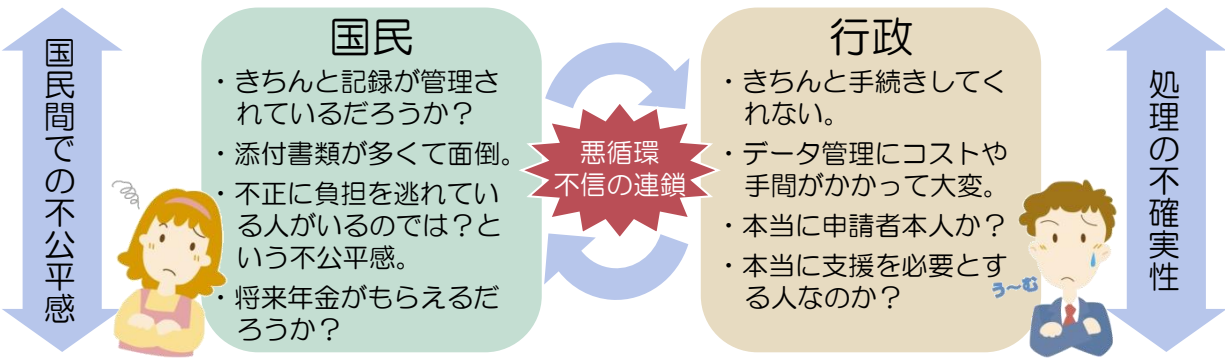 国民間での不公平感
国民
・きちんと記録が管理さ
れているだろうか？
・添付書類が多くて面倒。
・不正に負担を逃れてい
る人がいるのでは？と
いう不公平感。
・将来年金がもらえるだ
ろうか？
悪循環
不信の連鎖
行政
・きちんと手続きしてく
れない。
・データ管理にコストや
手間がかかって大変。
・本当に申請者本人か？
・本当に支援を必要とす
る人なのか？
う～む
処理の不確実性